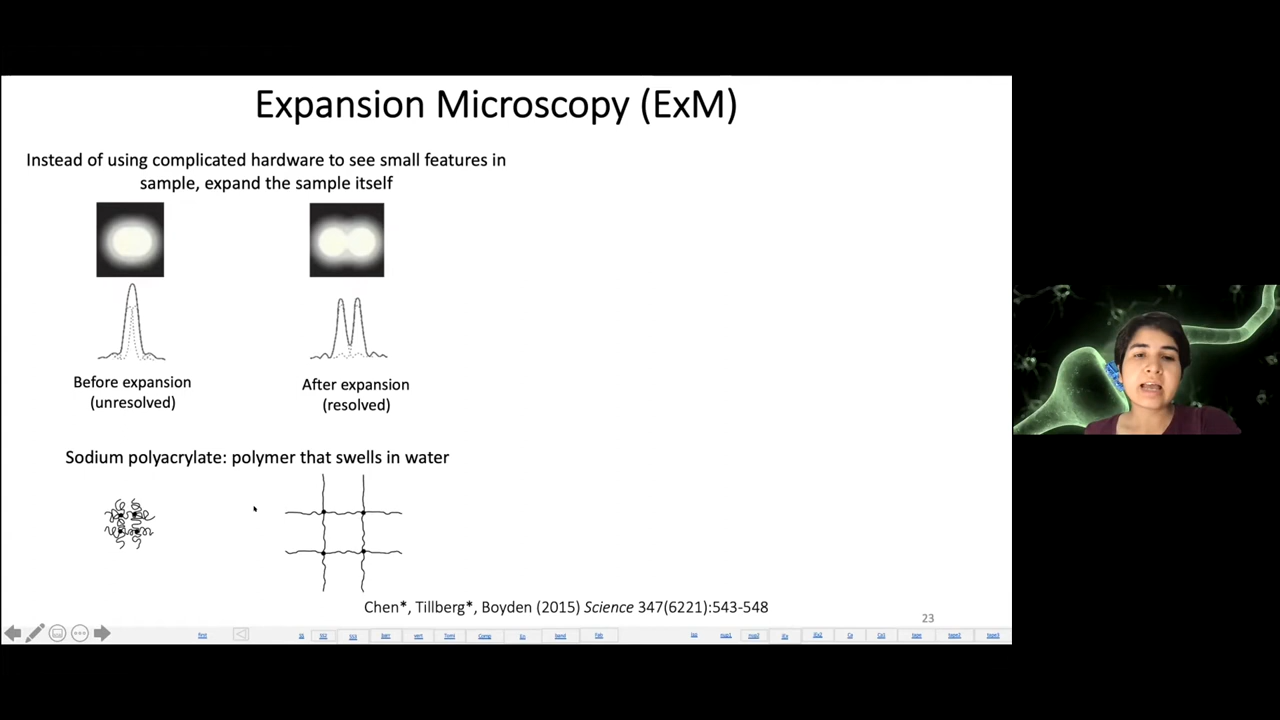 Expansion Microscopy (ExM)
Instead of using complicated hardware to see small features in
sample, expand the sample itself
Before expansion
(unresolved)
After expansion
(resolved)
Sodium polyacrylate: polymer that swells in water
Chen*, Tillberg*, Boyden (2015) Science 347(6221):543-548
23
first